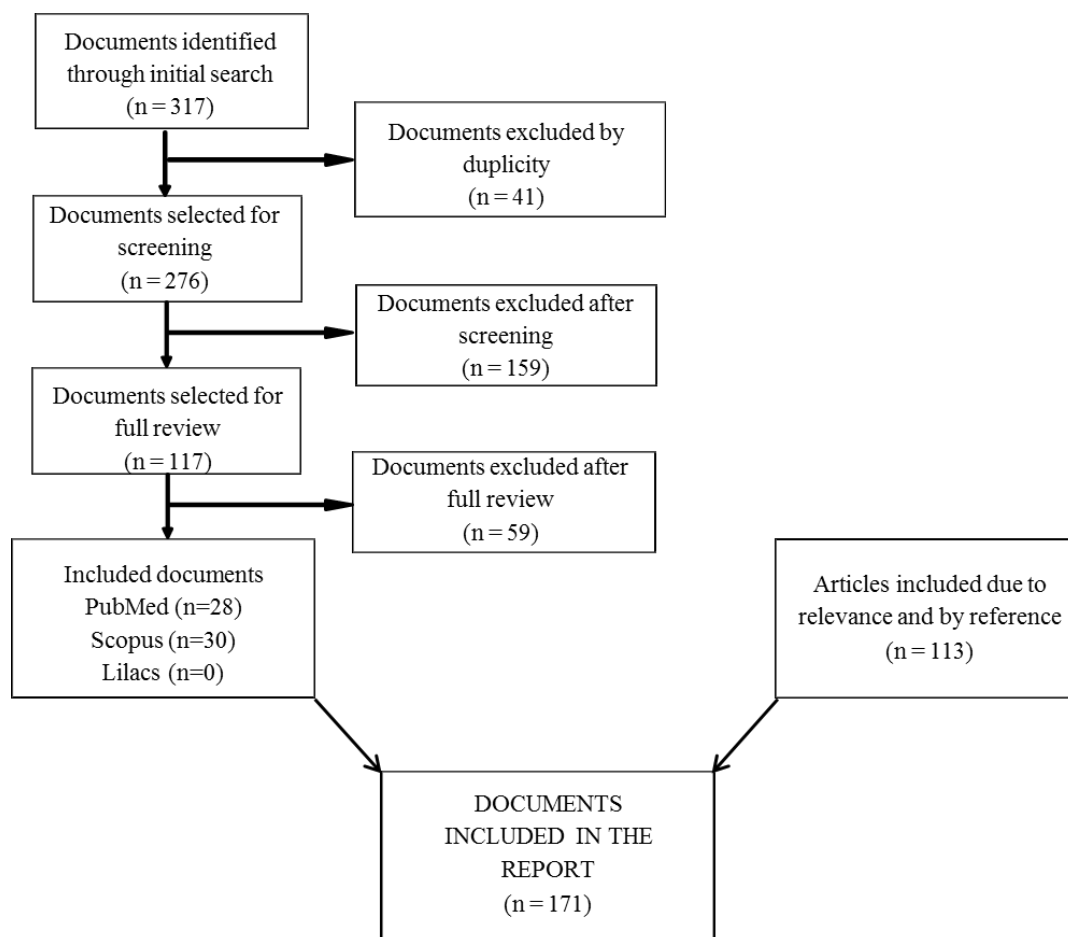 Documents identified
through initial search
(n = 317)
Documents excluded by
duplicity
(n = 41)
Documents selected for
screening
(n = 276)
Documents excluded after
screening
(n = 159)
Documents selected for
full review
(n = 117)
Documents excluded after
full review
(n = 59)
Included documents
PubMed (n=28)
Scopus (n=30)
Lilacs (n=0)
Articles included due to
relevance and by reference
(n = 113)
DOCUMENTS
INCLUDED IN THE
REPORT
(n = 171)